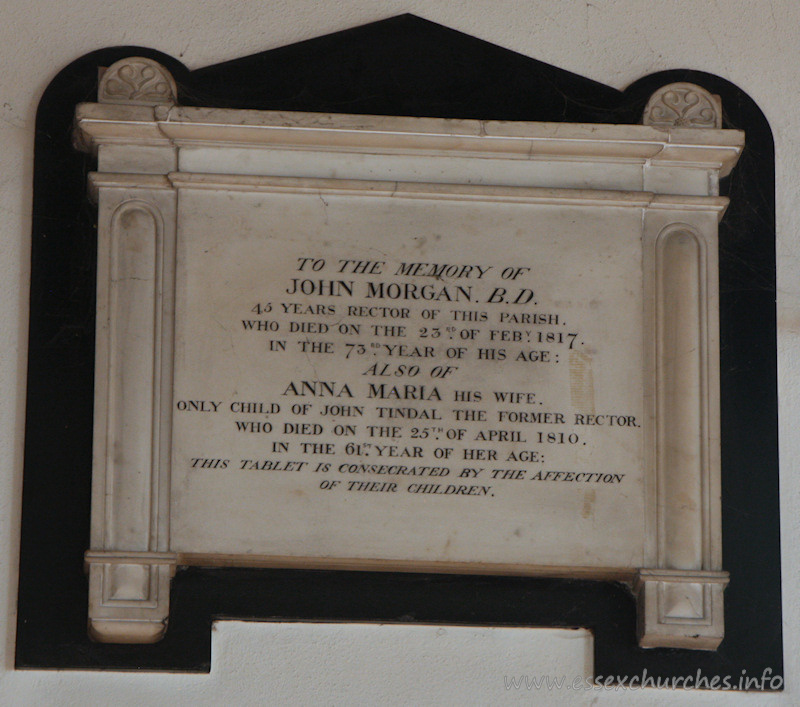 TO THE MEMORY OF
JOHN MORGAN. B.D.
45 YEARS RECTOR OF THIS PARISH.
WHO DIED ON THE 23RD. OF FEBY. 1817.
IN THE 73RD. YEAR OF HIS AGE:
ALSO OF
ANNA MARIA HIS WIFE.
ONLY CHILD OF JOHN TINDAL THE FORMER RECTOR.
WHO DIED ON THE 25TH. OF APRIL 1810.
IN THE 61ST. YEAR OF HER AGE:
THIS TABLET IS CONSECRATED BY THE AFFECTION
OF THEIR CHILDREN.
www.essexchurches.info